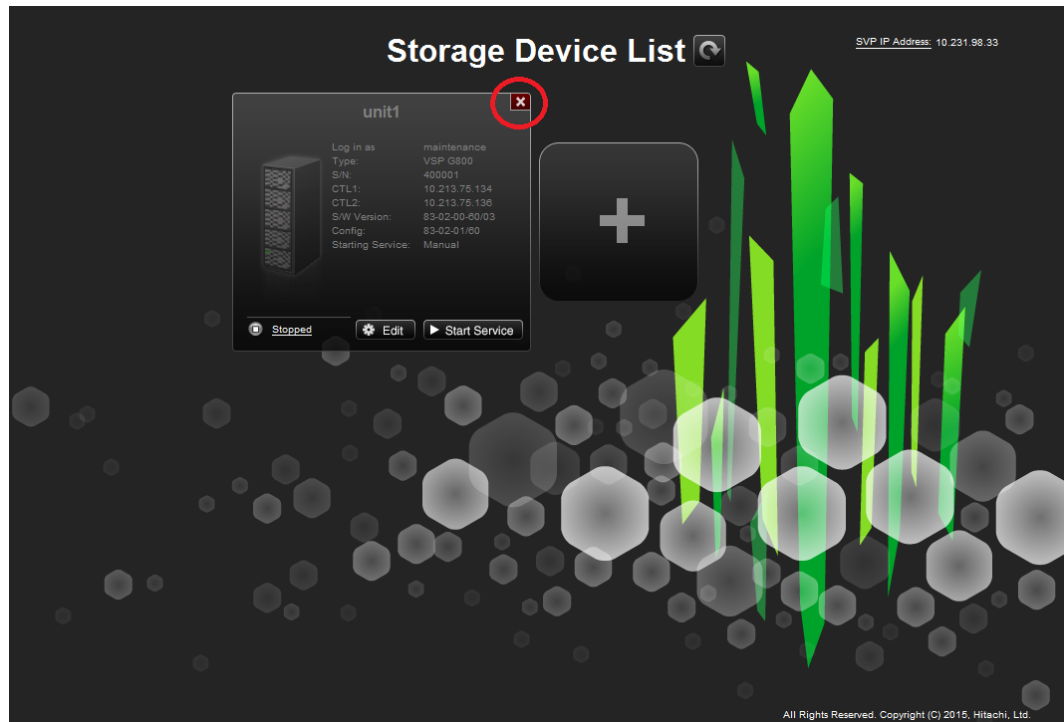 Storage Device List
SVP IP Address: 10.231.98.33
unit1
Log in as maintenance
Type: VSP G800
S/N: 400001
CTL1: 10.213.75.134
CTL2: 10.213.75.136
S/W Version: 83-02-00-60/03
Config: 83-02-01/60
Starting Service: Manual
Stopped
Edit
Start Service
All Rights Reserved. Copyright (C) 2015, Hitachi, Ltd.